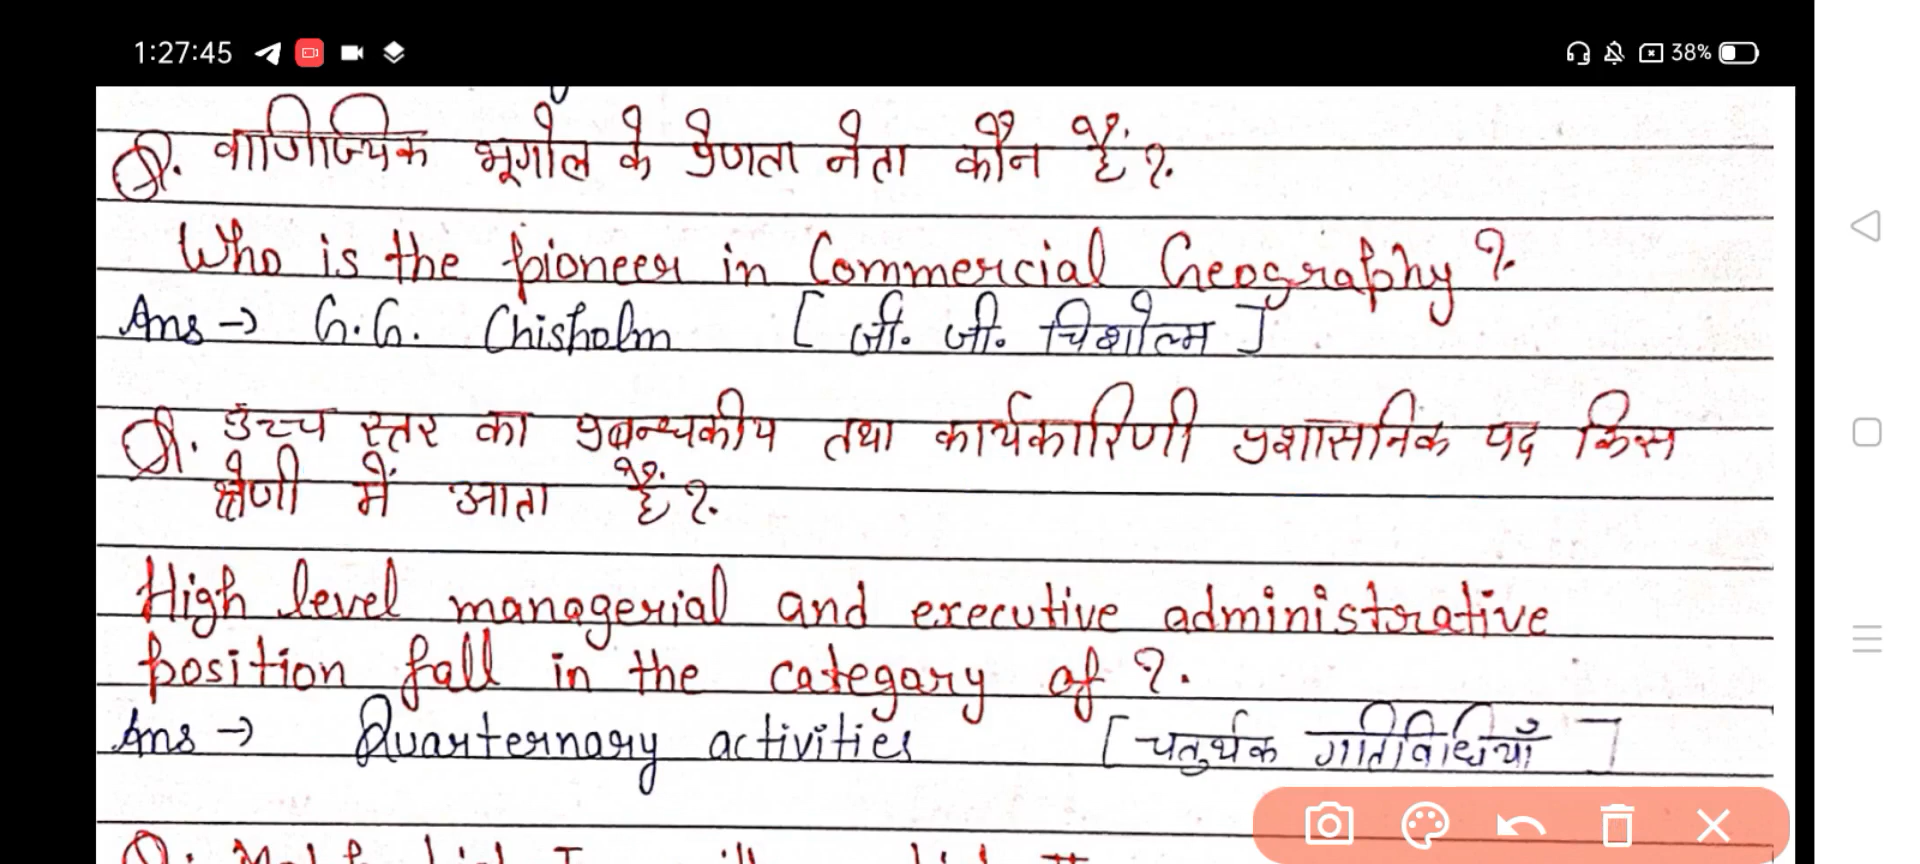 1:27:45
38%
Q. वाणिज्यिक भूगोल के प्रेणता नेता कौन है ?
Who is the pioneer in Commercial Geography ?
Ans → G.G. Chisholm [ जी. जी. चिशोल्म ]
Q. उच्च स्तर का प्रबन्धकीय तथा कार्यकारिणी प्रशासनिक पद किस
श्रेणी में आता है ?
High level managerial and executive administrative
position fall in the category of ?
Ans → Quarternary activities [ चतुर्थक गतिविधियाँ ]
Q.